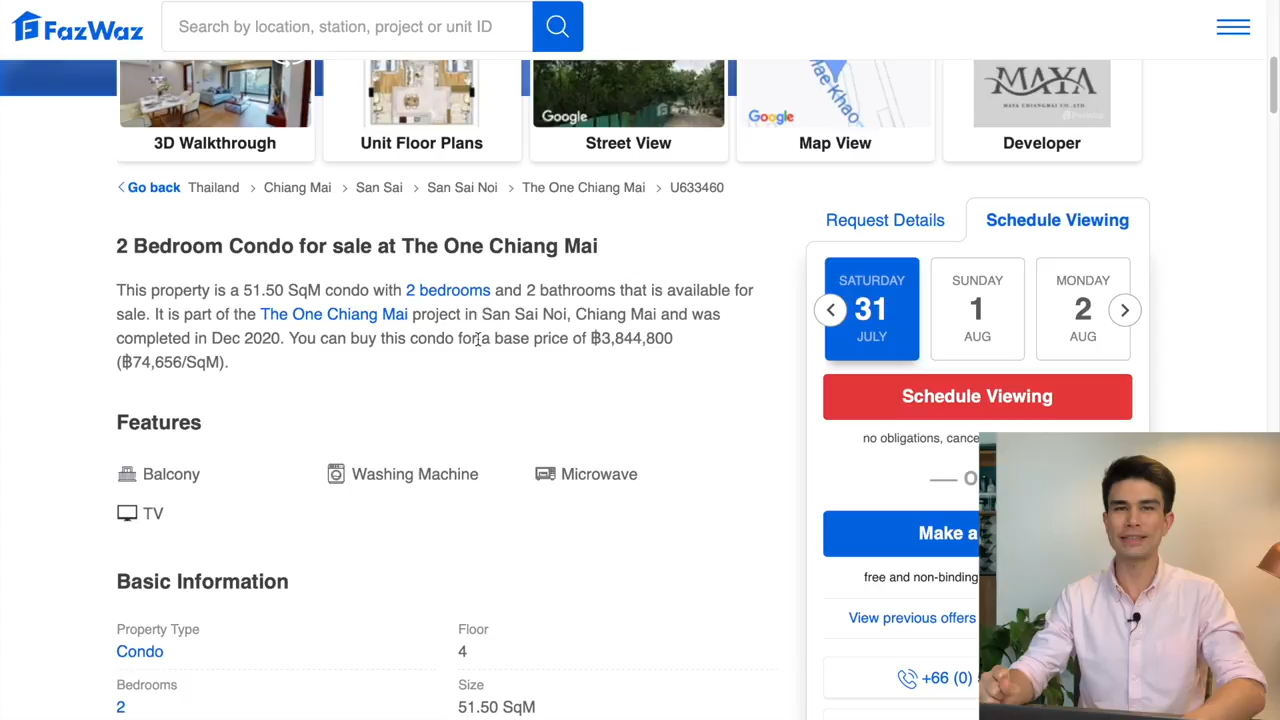 FazWaz
Search by location, station, project or unit ID
Google
Mae Khao
Google
MAYA
MAYA CHIANGMAI CO.,LTD.
3D Walkthrough
Unit Floor Plans
Street View
Map View
Developer
Go back Thailand > Chiang Mai > San Sai > San Sai Noi > The One Chiang Mai > U633460
Request Details
Schedule Viewing
2 Bedroom Condo for sale at The One Chiang Mai
This property is a 51.50 SqM condo with 2 bedrooms and 2 bathrooms that is available for
sale. It is part of the The One Chiang Mai project in San Sai Noi, Chiang Mai and was
completed in Dec 2020. You can buy this condo for a base price of ฿3,844,800
(฿74,656/SqM).
SATURDAY
31
JULY
SUNDAY
1
AUG
MONDAY
2
AUG
Schedule Viewing
no obligations, cance
O
Make a
free and non-binding
View previous offers
+66 (0)
Features
Balcony
Washing Machine
Microwave
TV
Basic Information
Property Type
Condo
Floor
4
Bedrooms
2
Size
51.50 SqM